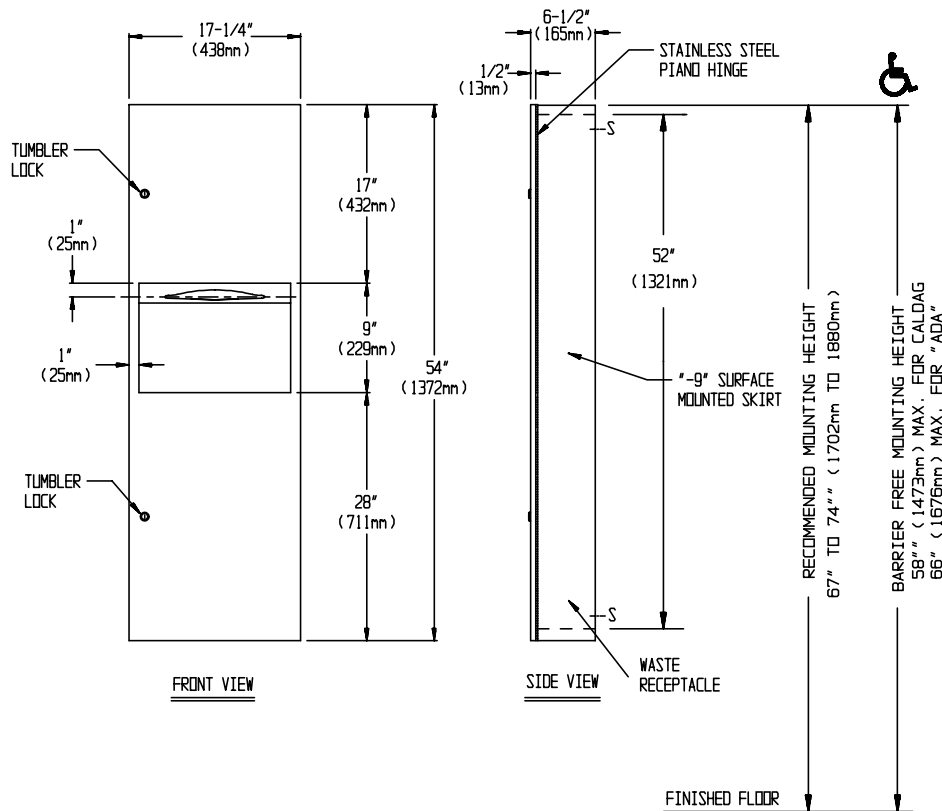 17-1/4"
(438mm)
TUMBLER
LOCK
1"
(25mm)
17"
(432mm)
1"
(25mm)
9"
(229mm)
54"
(1372mm)
TUMBLER
LOCK
28"
(711mm)
FRONT VIEW
6-1/2"
(165mm)
1/2"
(13mm)
STAINLESS STEEL
PIANO HINGE
S
52"
(1321mm)
"-9" SURFACE
MOUNTED SKIRT
S
WASTE
RECEPTACLE
SIDE VIEW
RECOMMENDED MOUNTING HEIGHT
67" TO 74"" (1702mm TO 1880mm)
BARRIER FREE MOUNTING HEIGHT
58"" (1473mm) MAX. FOR CALDAG
66" (1676mm) MAX. FOR "ADA"
FINISHED FLOOR